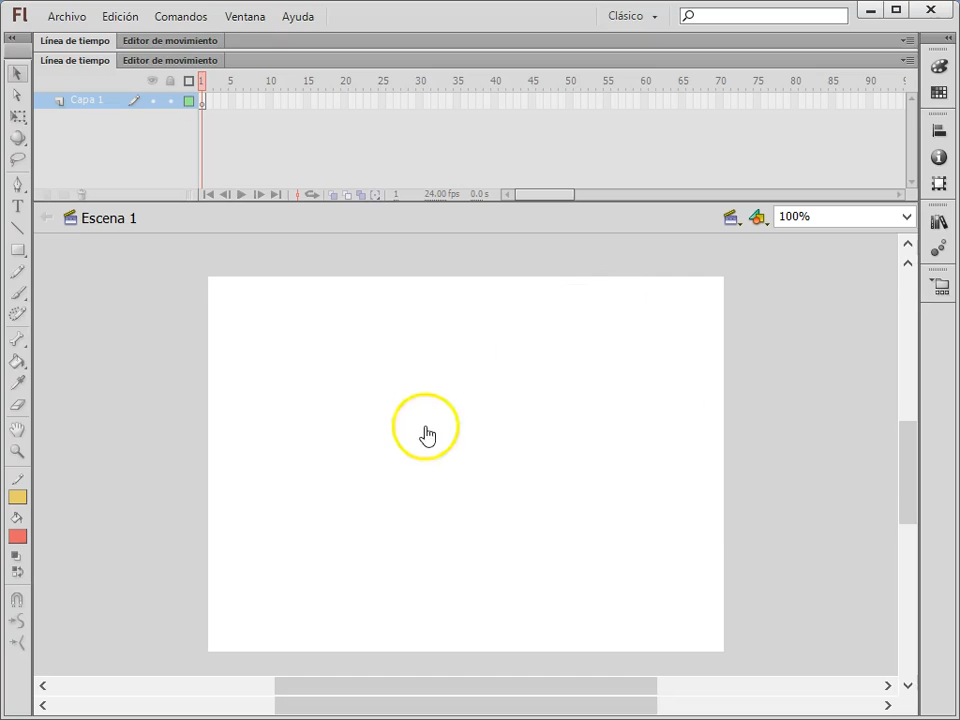 Fl Archivo Edición Comandos Ventana Ayuda Clásico
Línea de tiempo Editor de movimiento
Línea de tiempo Editor de movimiento
1 5 10 15 20 25 30 35 40 45 50 55 60 65 70 75 80 85 90
Capa 1
1 24.00 fps 0.0 s
Escena 1 100%
T